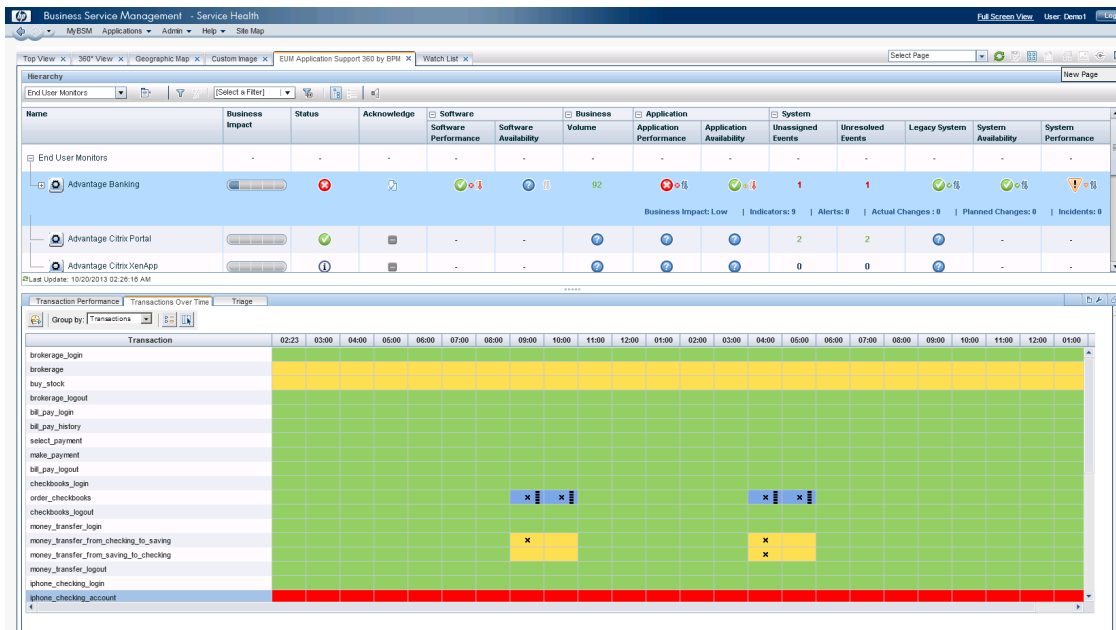 hp Business Service Management - Service Health Full Screen View User: Demo1 Log
MyBSM Applications Admin Help Site Map
Top View x 360° View x Geographic Map x Custom Image x EUM Application Support 360 by BPM x Watch List x Select Page
Hierarchy New Page
End User Monitors [Select a Filter]
Name Business Impact Status Acknowledge Software Business Application System
Software Performance Software Availability Volume Application Performance Application Availability Unassigned Events Unresolved Events Legacy System System Availability System Performance
End User Monitors - - - - - - - - - - - - -
Advantage Banking 92 1 1
Business Impact: Low | Indicators: 9 | Alerts: 0 | Actual Changes : 0 | Planned Changes: 0 | Incidents: 0
Advantage Citrix Portal - - 2 2 - -
Advantage Citrix XenApp - - 0 0 - -
Last Update: 10/20/2013 02:26:16 AM
Transaction Performance Transactions Over Time Triage
Group by: Transactions
Transaction 02:23 03:00 04:00 05:00 06:00 07:00 08:00 09:00 10:00 11:00 12:00 01:00 02:00 03:00 04:00 05:00 06:00 07:00 08:00 09:00 10:00 11:00 12:00 01:00
brokerage_login
brokerage
buy_stock
brokerage_logout
bill_pay_login
bill_pay_history
select_payment
make_payment
bill_pay_logout
checkbooks_login
order_checkbooks
checkbooks_logout
money_transfer_login
money_transfer_from_checking_to_saving
money_transfer_from_saving_to_checking
money_transfer_logout
iphone_checking_login
iphone_checking_account